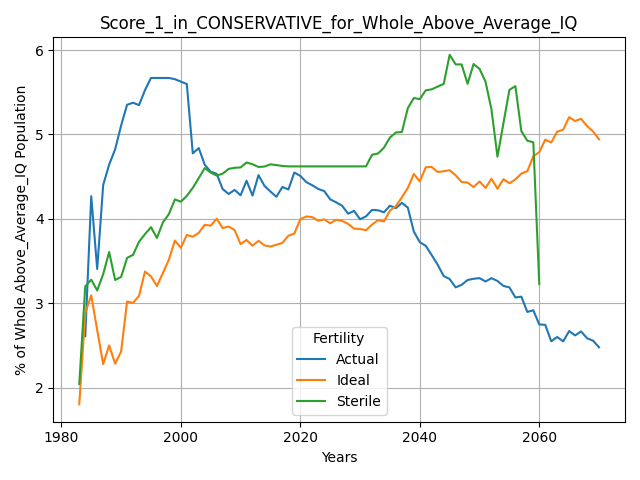 Score_1_in_CONSERVATIVE_for_Whole_Above_Average_IQ
% of Whole Above_Average_IQ Population
6
5
4
3
2
Fertility
Actual
Ideal
Sterile
1980 2000 2020 2040 2060
Years